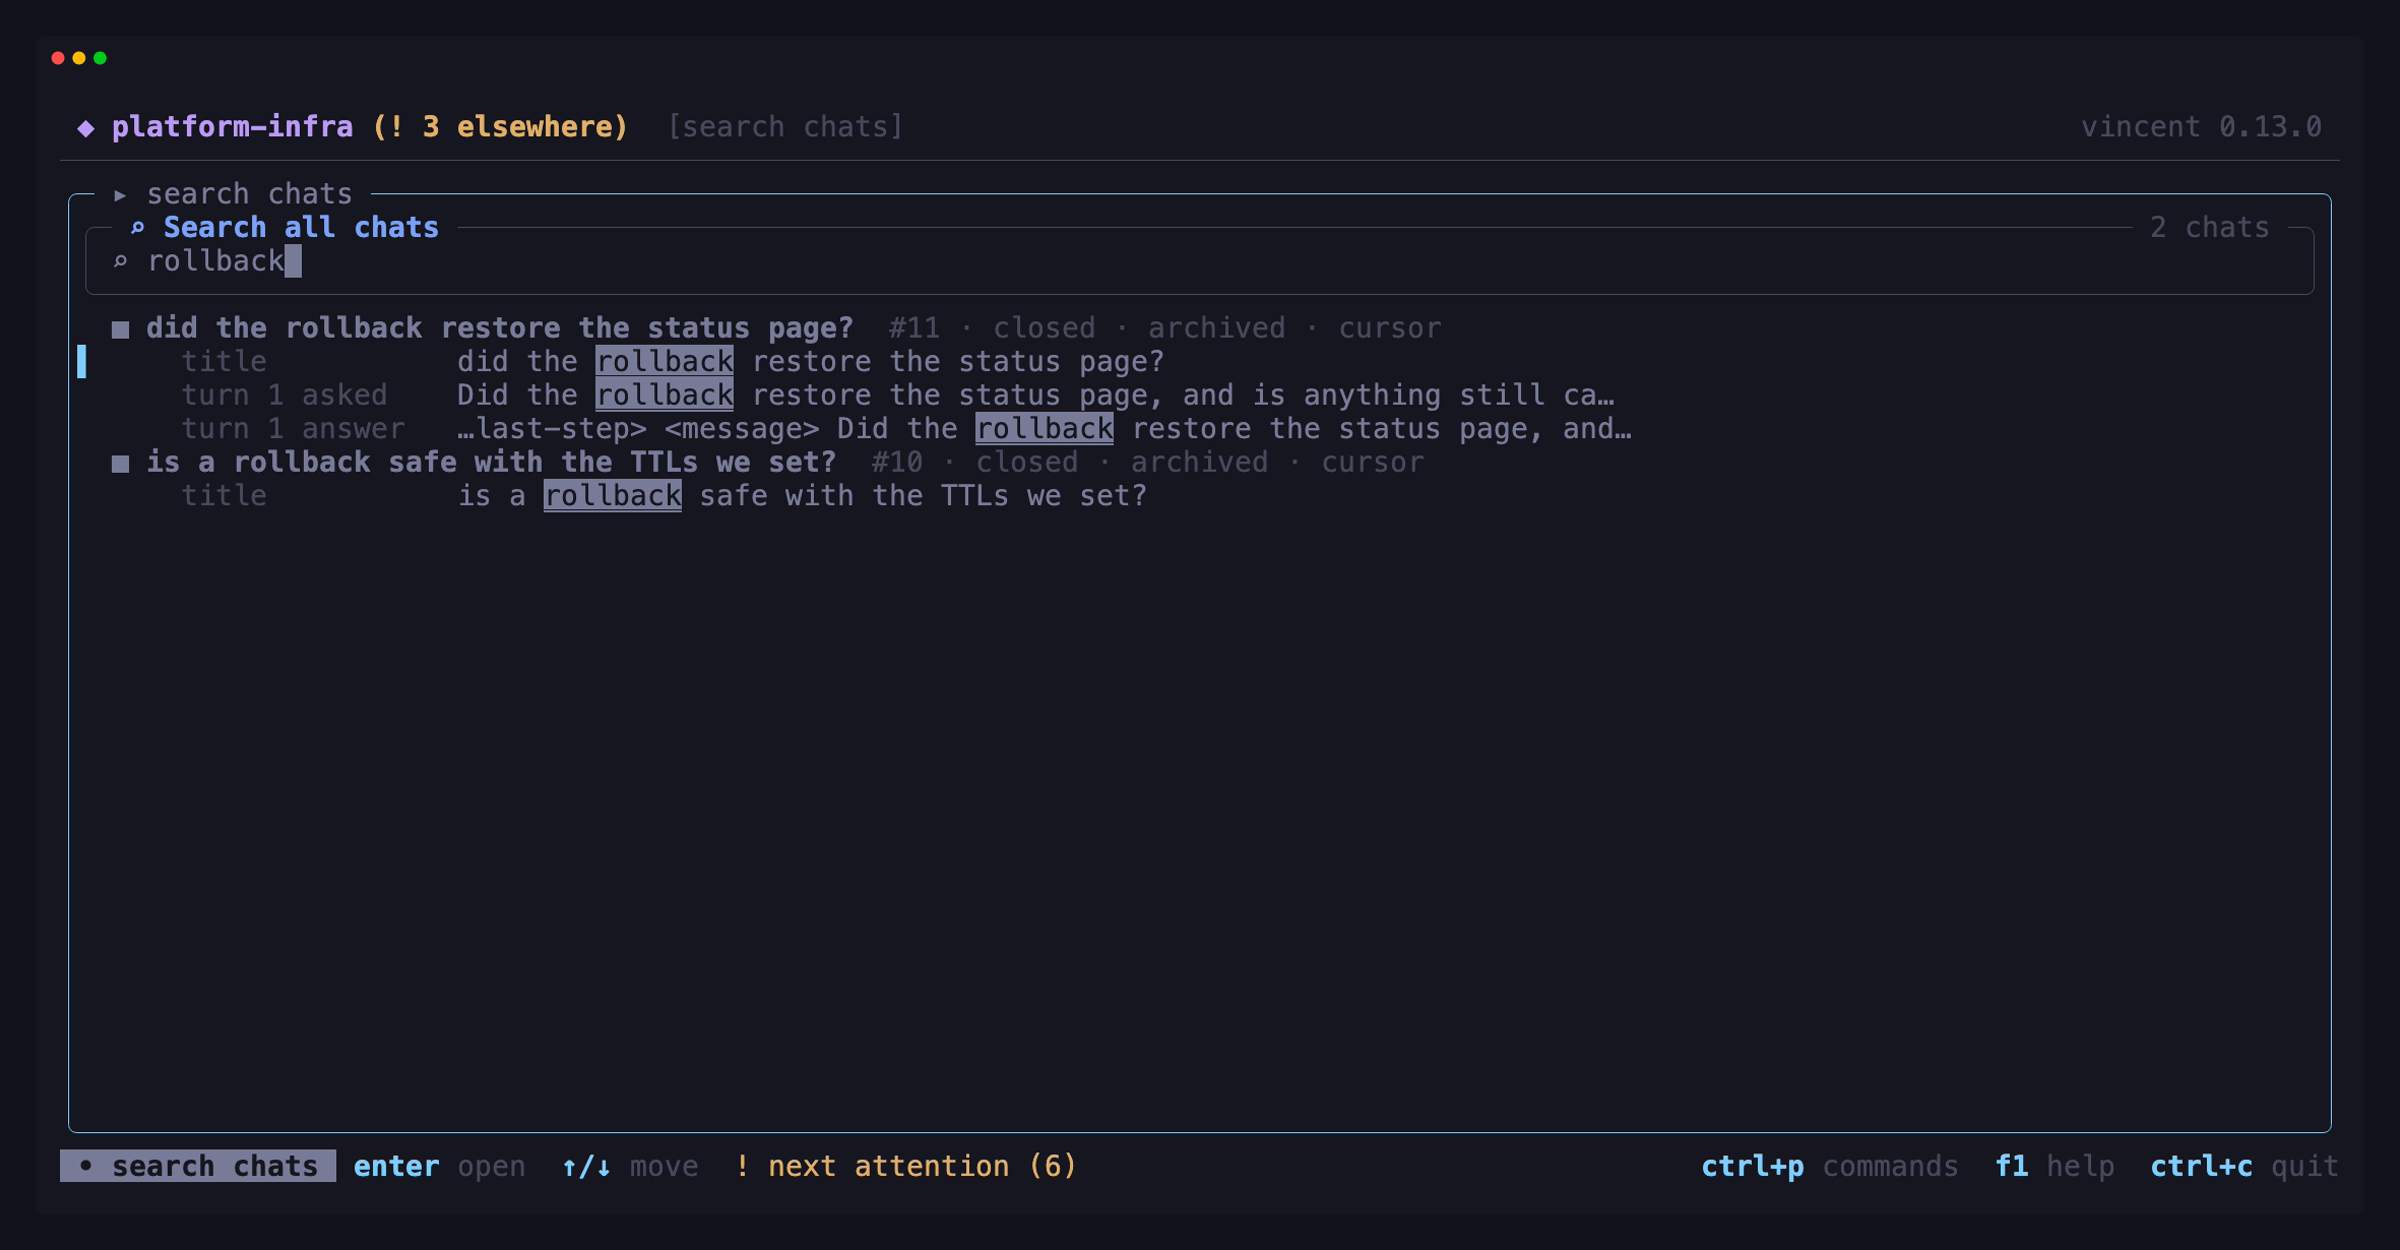 ◆ platform-infra (! 3 elsewhere) [search chats] vincent 0.13.0
▸ search chats
⌕ Search all chats 2 chats
⌕ rollback
■ did the rollback restore the status page? #11 · closed · archived · cursor
title did the rollback restore the status page?
turn 1 asked Did the rollback restore the status page, and is anything still ca…
turn 1 answer …last-step> <message> Did the rollback restore the status page, and…
■ is a rollback safe with the TTLs we set? #10 · closed · archived · cursor
title is a rollback safe with the TTLs we set?
• search chats enter open ↑/↓ move ! next attention (6) ctrl+p commands f1 help ctrl+c quit